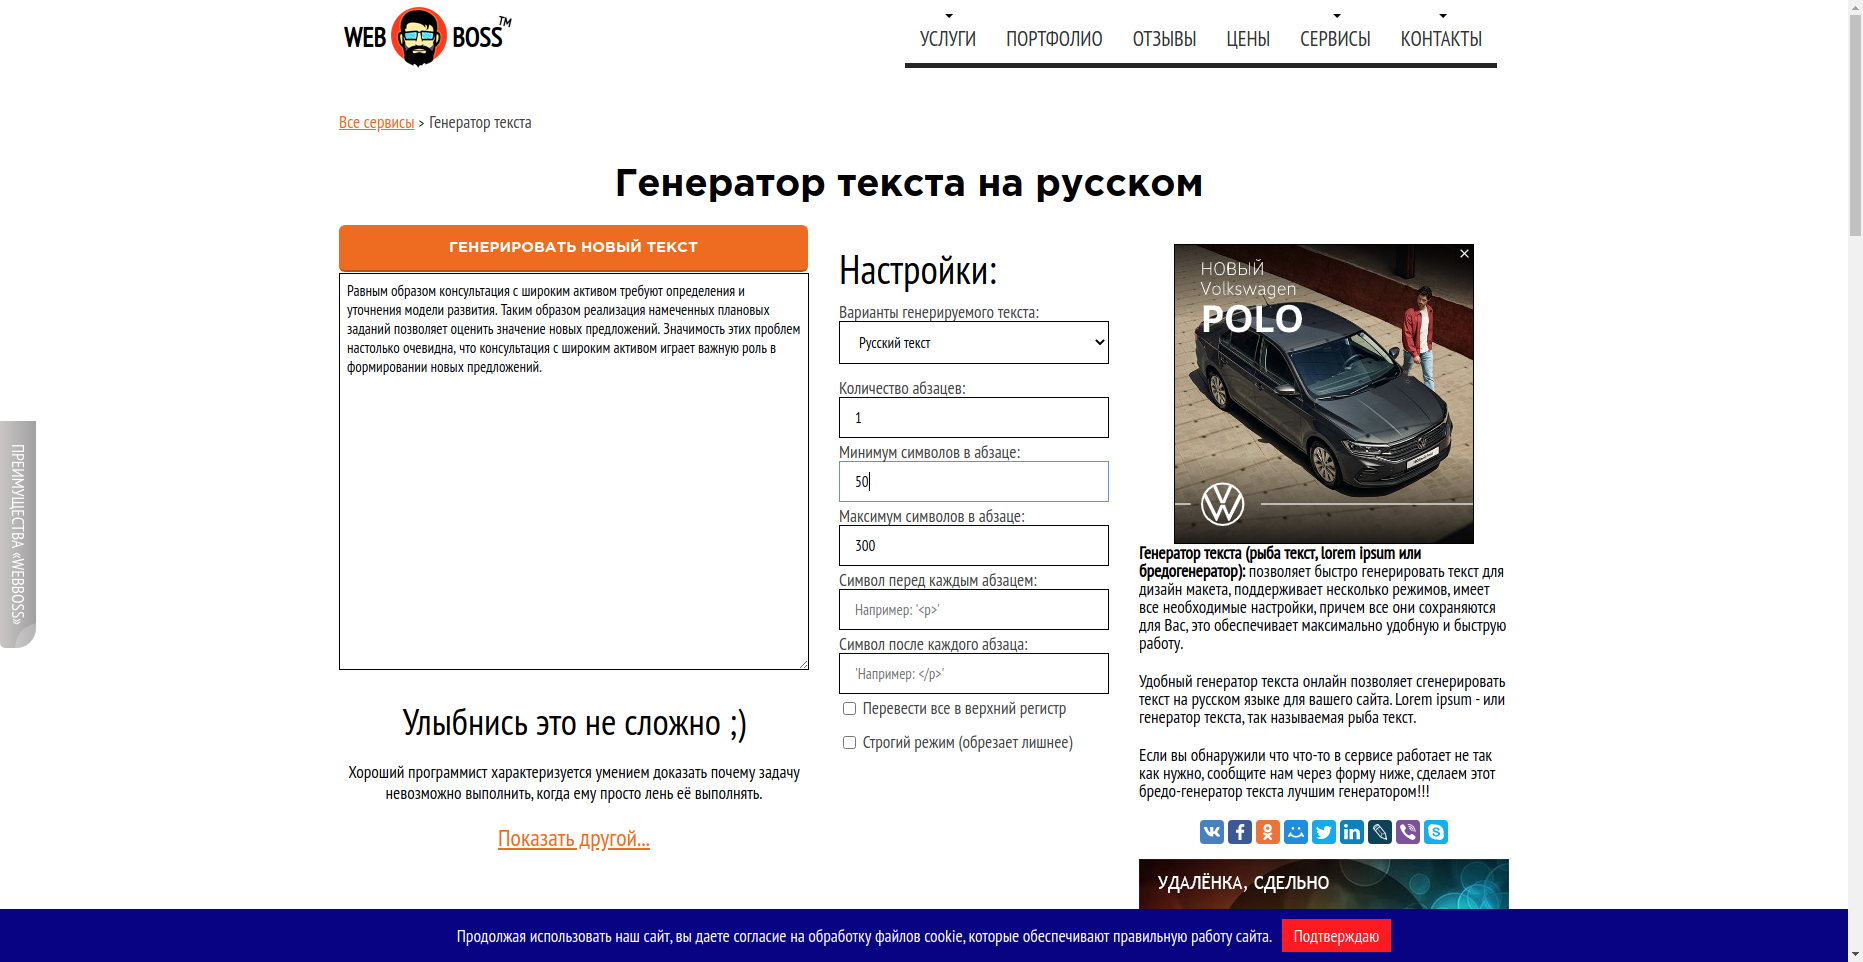 WEB BOSS™
УСЛУГИ ПОРТФОЛИО ОТЗЫВЫ ЦЕНЫ СЕРВИСЫ КОНТАКТЫ
Все сервисы > Генератор текста
Генератор текста на русском
ГЕНЕРИРОВАТЬ НОВЫЙ ТЕКСТ
Равным образом консультация с широким активом требуют определения и
уточнения модели развития. Таким образом реализация намеченных плановых
заданий позволяет оценить значение новых предложений. Значимость этих проблем
настолько очевидна, что консультация с широким активом играет важную роль в
формировании новых предложений.
Улыбнись это не сложно ;)
Хороший программист характеризуется умением доказать почему задачу
невозможно выполнить, когда ему просто лень её выполнять.
Показать другой...
Настройки:
Варианты генерируемого текста:
Русский текст
Количество абзацев:
1
Минимум символов в абзаце:
50
Максимум символов в абзаце:
300
Символ перед каждым абзацем:
Например: '<p>'
Символ после каждого абзаца:
'Например: </p>'
Перевести все в верхний регистр
Строгий режим (обрезает лишнее)
НОВЫЙ
Volkswagen
POLO
Генератор текста (рыба текст, lorem ipsum или
бредогенератор): позволяет быстро генерировать текст для
дизайн макета, поддерживает несколько режимов, имеет
все необходимые настройки, причем все они сохраняются
для Вас, это обеспечивает максимально удобную и быструю
работу.
Удобный генератор текста онлайн позволяет сгенерировать
текст на русском языке для вашего сайта. Lorem ipsum - или
генератор текста, так называемая рыба текст.
Если вы обнаружили что что-то в сервисе работает не так
как нужно, сообщите нам через форму ниже, сделаем этот
бредо-генератор текста лучшим генератором!!!
УДАЛЁНКА, СДЕЛЬНО
ПРЕИМУЩЕСТВА «WEBBOSS»
Продолжая использовать наш сайт, вы даете согласие на обработку файлов cookie, которые обеспечивают правильную работу сайта. Подтверждаю